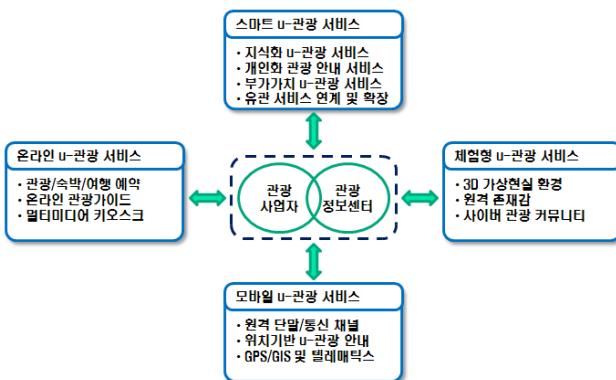 스마트 u-관광 서비스
• 지식화 u-관광 서비스
• 개인화 관광 안내 서비스
• 부가가치 u-관광 서비스
• 유관 서비스 연계 및 확장
온라인 u-관광 서비스
• 관광/숙박/여행 예약
• 온라인 관광가이드
• 멀티미디어 키오스크
관광
사업자
관광
정보센터
체험형 u-관광 서비스
• 3D 가상현실 환경
• 원격 존재감
• 사이버 관광 커뮤니티
모바일 u-관광 서비스
• 원격 단말/통신 채널
• 위치기반 u-관광 안내
• GPS/GIS 및 텔레매틱스